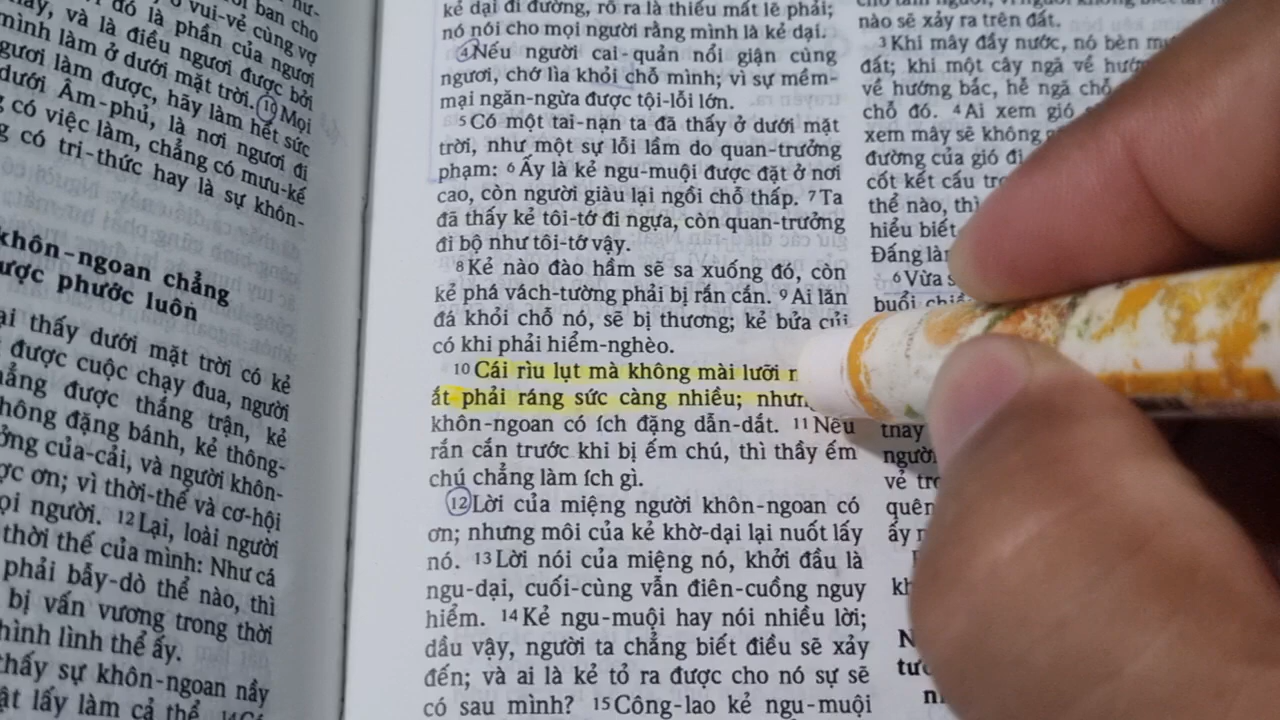 ban cho
ấy, và là điều ngươi được bởi
mình làm ở dưới mặt trời. 10 Mọi
làm được, hãy làm hết sức
dưới Âm-phủ, là nơi ngươi đi
có việc làm, chẳng có mưu-kế
có tri-thức hay là sự khôn-
khôn-ngoan chẳng
phước luôn
thấy dưới mặt trời có kẻ
được cuộc chạy đua, người
được thắng trận, kẻ
đặng bánh, kẻ thông-
của-cải, và người khôn-
ơn; vì thời-thế và cơ-hội
người. 12 Lại, loài người
thời thế của mình: Như cá
phải bẫy-dò thể nào, thì
bị vấn vương trong thời
hình lình thể ấy.
thấy sự khôn-ngoan nầy
lấy làm cả thể.
kẻ dại đi đường, rõ ra là thiếu mất lẽ phải;
nó nói cho mọi người rằng mình là kẻ dại.
4 Nếu người cai-quản nổi giận cùng
ngươi, chớ lìa khỏi chỗ mình; vì sự mềm-
mại ngăn-ngừa được tội-lỗi lớn.
5 Có một tai-nạn ta đã thấy ở dưới mặt
trời, như một sự lỗi lầm do quan-trưởng
phạm: 6 Ấy là kẻ ngu-muội được đặt ở nơi
cao, còn người giàu lại ngồi chỗ thấp. 7 Ta
đã thấy kẻ tôi-tớ đi ngựa, còn quan-trưởng
đi bộ như tôi-tớ vậy.
8 Kẻ nào đào hầm sẽ sa xuống đó, còn
kẻ phá vách-tường phải bị rắn cắn. 9 Ai lăn
đá khỏi chỗ nó, sẽ bị thương; kẻ bửa củi
có khi phải hiểm-nghèo.
10 Cái rìu lụt mà không mài lưỡi
ắt phải ráng sức càng nhiều;
khôn-ngoan có ích đặng dẫn-dắt. 11 Nếu
rắn cắn trước khi bị ếm chú, thì thầy ếm
chú chẳng làm ích gì.
12 Lời của miệng người khôn-ngoan có
ơn; nhưng môi của kẻ khờ-dại lại nuốt lấy
nó. 13 Lời nói của miệng nó, khởi đầu là
ngu-dại, cuối-cùng vẫn điên-cuồng nguy
hiểm. 14 Kẻ ngu-muội hay nói nhiều lời;
dầu vậy, người ta chẳng biết điều sẽ xảy
đến; và ai là kẻ tỏ ra được cho nó sự sẽ
có sau mình? 15 Công-lao kẻ ngu-muội
nào sẽ xảy ra trên đất.
3 Khi mây đầy nước, nó bèn
đất; khi một cây ngã về
về hướng bắc, hễ ngã chỗ
chỗ đó. 4 Ai xem gió
xem mây sẽ không
đường của gió đi
cốt kết cấu
thể nào, thì
hiểu biết
Đấng
6 Vừa
buổi
người
vẻ
ấy